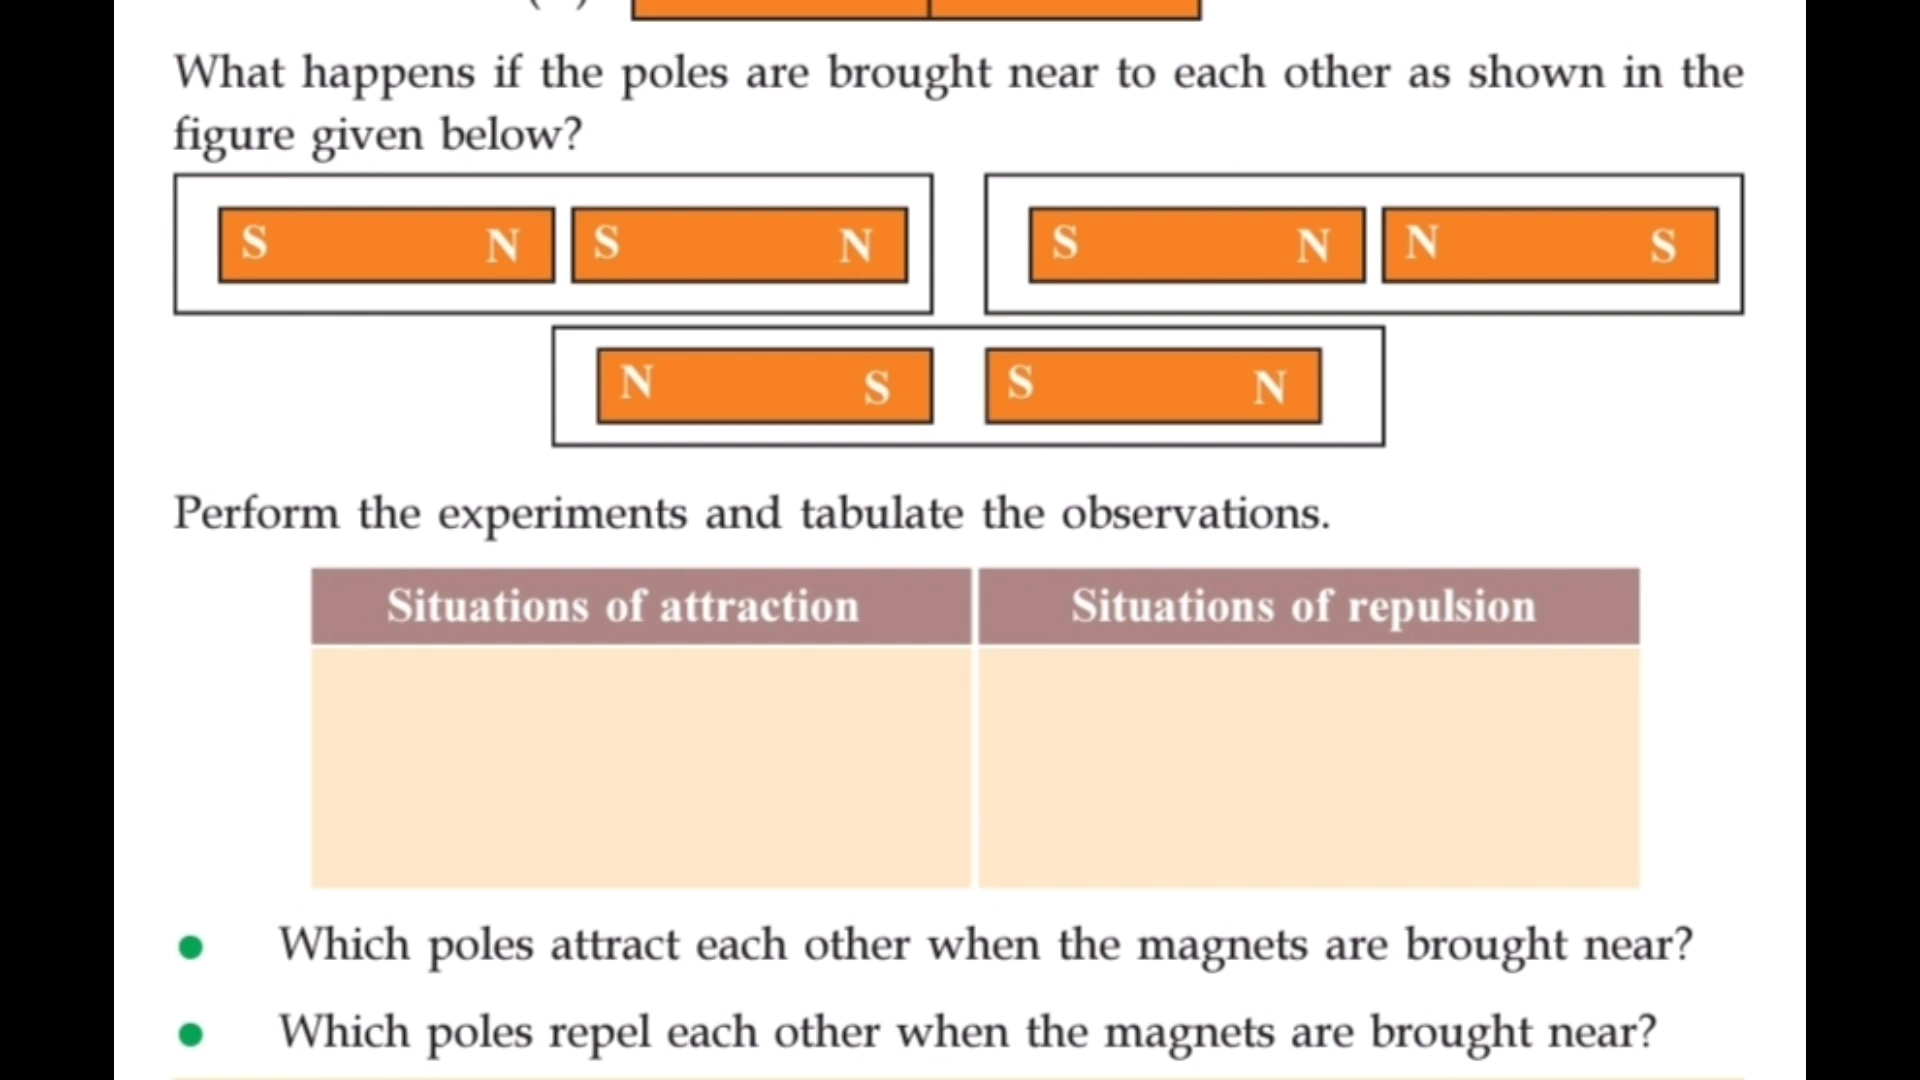 What happens if the poles are brought near to each other as shown in the
figure given below?
S N S N
S N N S
N S S N
Perform the experiments and tabulate the observations.
Situations of attraction
Situations of repulsion
Which poles attract each other when the magnets are brought near?
Which poles repel each other when the magnets are brought near?